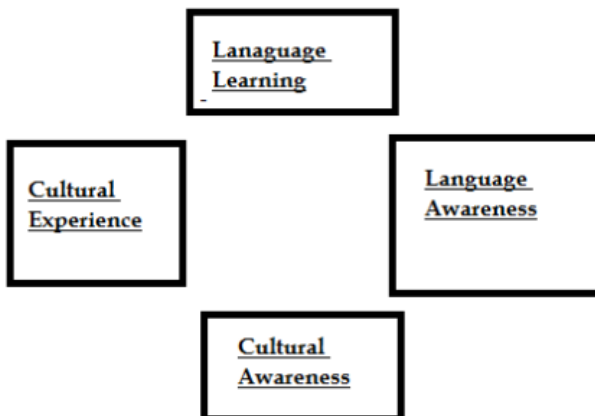 Lanaguage
Learning
-
Cultural
Experience
Language
Awareness
Cultural
Awareness